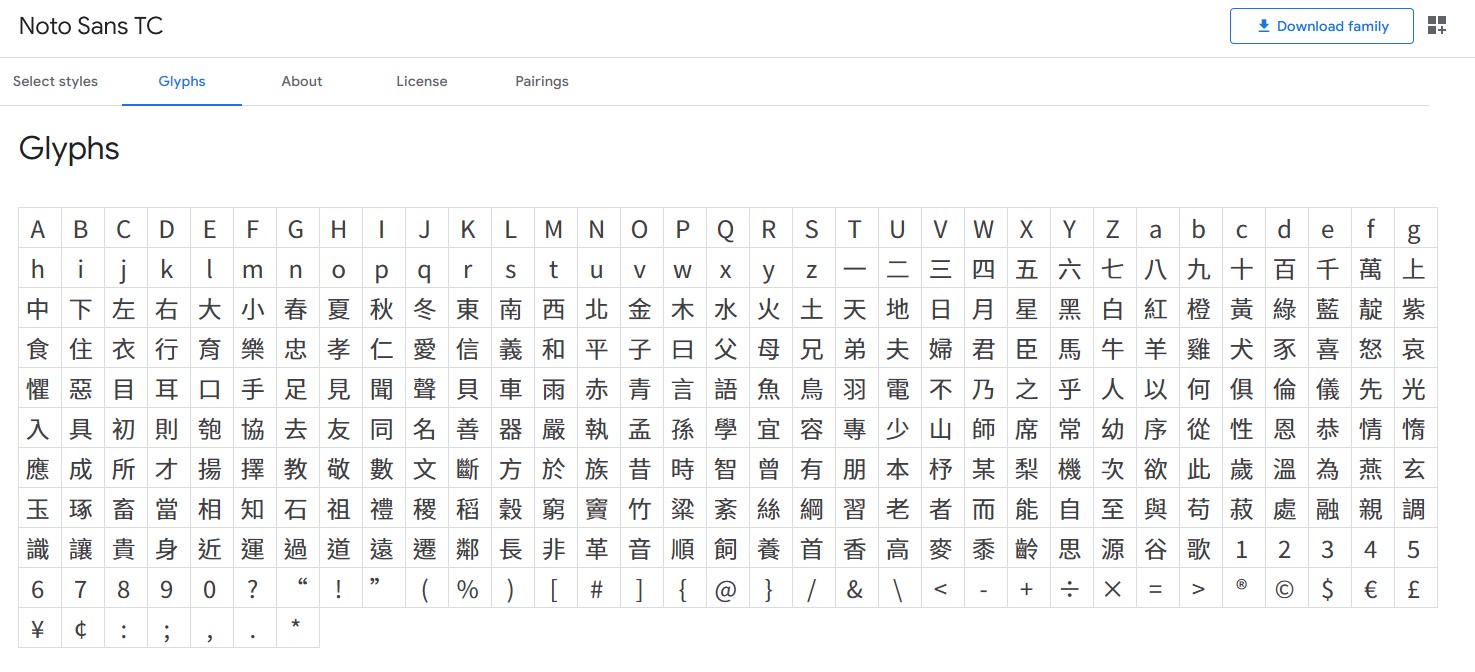 Noto Sans TC
Download family
Select styles Glyphs About License Pairings
Glyphs
A B C D E F G H I J K L M N O P Q R S T U V W X Y Z a b c d e f g
h i j k l m n o p q r s t u v w x y z 一 二 三 四 五 六 七 八 九 十 百 千 萬 上
中 下 左 右 大 小 春 夏 秋 冬 東 南 西 北 金 木 水 火 土 天 地 日 月 星 黑 白 紅 橙 黃 綠 藍 靛 紫
食 住 衣 行 育 樂 忠 孝 仁 愛 信 義 和 平 子 曰 父 母 兄 弟 夫 婦 君 臣 馬 牛 羊 雞 犬 豕 喜 怒 哀
懼 惡 目 耳 口 手 足 見 聞 聲 貝 車 雨 赤 青 言 語 魚 鳥 羽 電 不 乃 之 乎 人 以 何 俱 倫 儀 先 光
入 具 初 則 匏 協 去 友 同 名 善 器 嚴 執 孟 孫 學 宜 容 專 少 山 師 席 常 幼 序 從 性 恩 恭 情 惰
應 成 所 才 揚 擇 教 敬 數 文 斷 方 於 族 昔 時 智 曾 有 朋 本 杼 某 梨 機 次 欲 此 歲 溫 為 燕 玄
玉 琢 畜 當 相 知 石 祖 禮 稷 稻 穀 窮 竇 竹 粱 紊 絲 綱 習 老 者 而 能 自 至 與 苟 菽 處 融 親 調
識 讓 貴 身 近 運 過 道 遠 遷 鄰 長 非 革 音 順 飼 養 首 香 高 麥 黍 齡 思 源 谷 歌 1 2 3 4 5
6 7 8 9 0 ? “ ! ” ( % ) [ # ] { @ } / & \ < - + ÷ × = > ® © $ € £
¥ ¢ : ; , . *